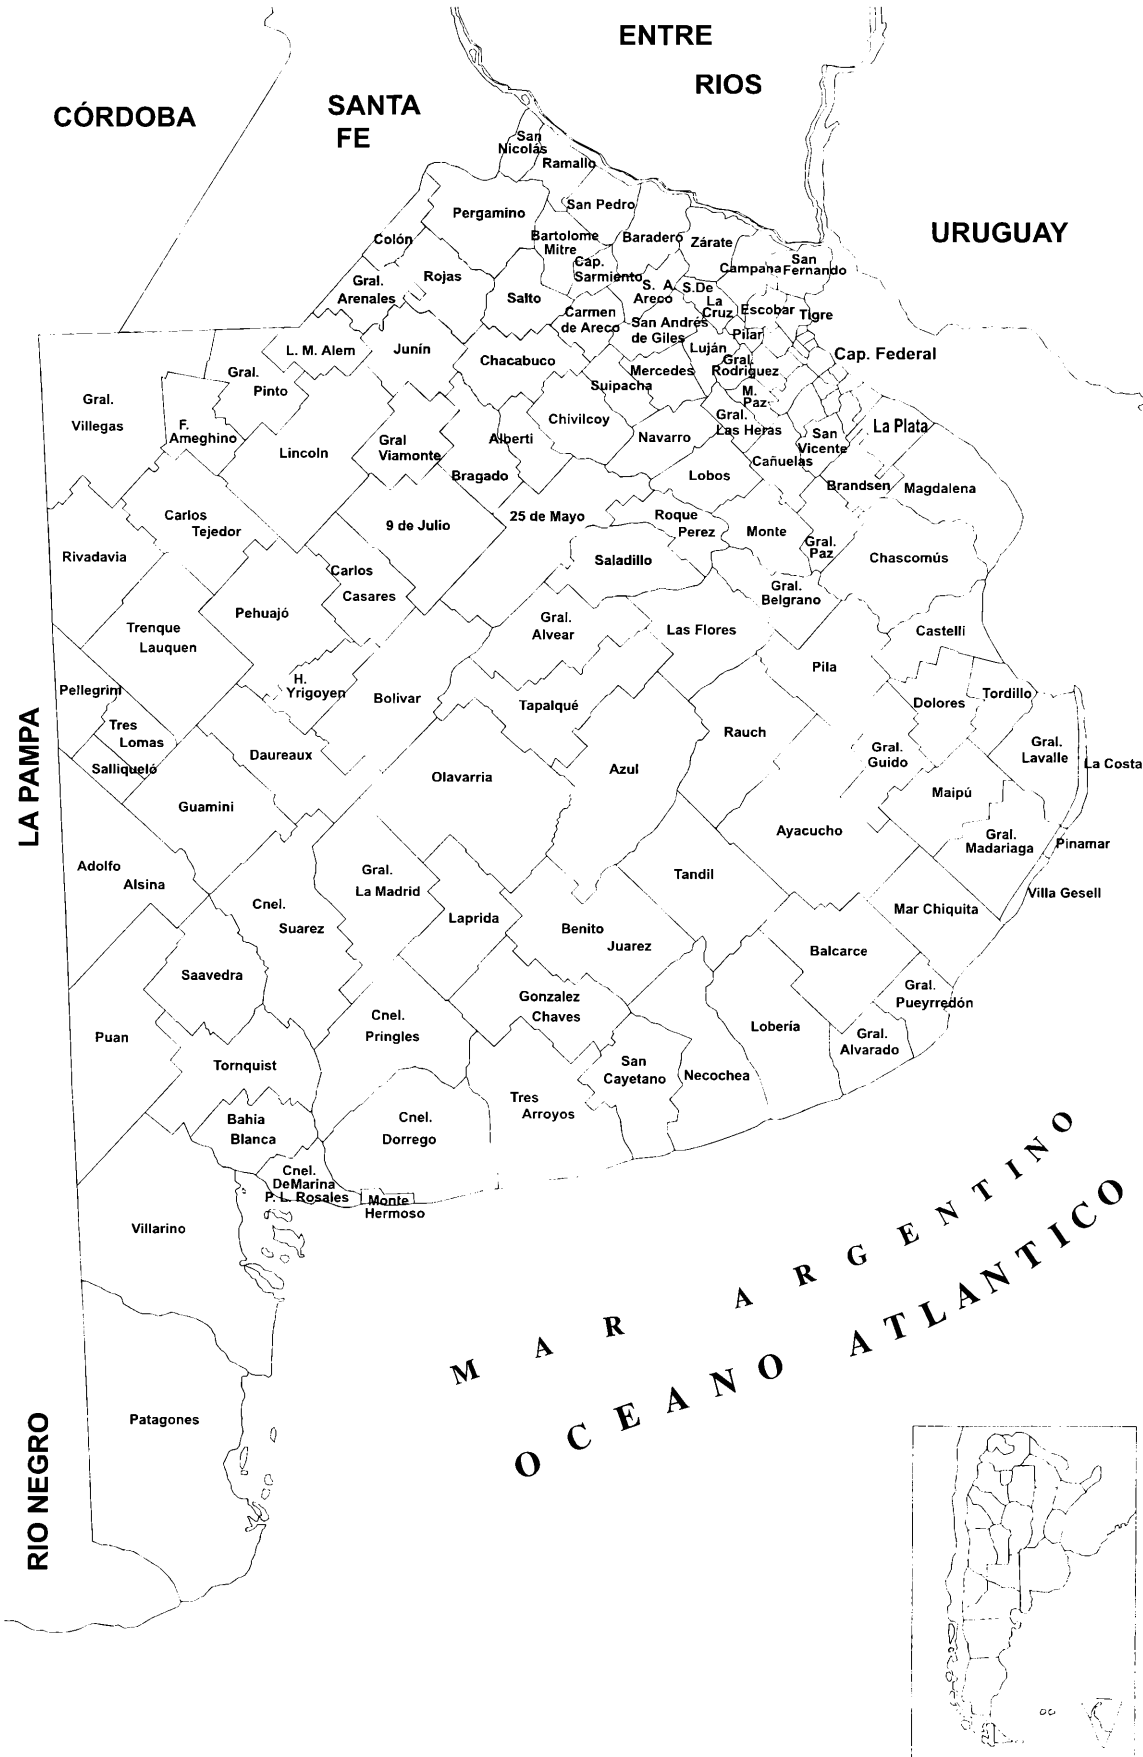 ENTRE
RIOS
CÓRDOBA
SANTA
FE
URUGUAY
San
Nicolás
Ramallo
San Pedro
Pergamino
Colón
Bartolome
Mitre
Baradero
Zárate
Cap.
Sarmiento
Campana
San
Fernando
Rojas
Gral.
Arenales
Salto
S. A.
Areco
S.De
La
Cruz
Escobar
Tigre
Carmen
de Areco
San Andrés
de Giles
Pilar
Luján
Cap. Federal
L. M. Alem
Junín
Chacabuco
Mercedes
Gral.
Rodriguez
Suipacha
M.
Paz
Gral.
Pinto
Gral.
Villegas
F.
Ameghino
Lincoln
Gral
Viamonte
Alberti
Chivilcoy
Navarro
Gral.
Las Heras
San
Vicente
La Plata
Cañuelas
Bragado
Lobos
Brandsen
Magdalena
Carlos
Tejedor
9 de Julio
25 de Mayo
Roque
Perez
Monte
Gral.
Paz
Chascomús
Rivadavia
Saladillo
Carlos
Casares
Gral.
Belgrano
Pehuajó
Trenque
Lauquen
Gral.
Alvear
Las Flores
Castelli
Pila
Pellegrini
H.
Yrigoyen
Bolivar
Tapalqué
Dolores
Tordillo
Tres
Lomas
Rauch
Gral.
Guido
Gral.
Lavalle
La Costa
Salliqueló
Daureaux
Olavarria
Azul
LA PAMPA
Guamini
Maipú
Ayacucho
Gral.
Madariaga
Pinamar
Adolfo
Alsina
Gral.
La Madrid
Tandil
Villa Gesell
Cnel.
Suarez
Laprida
Benito
Juarez
Mar Chiquita
Balcarce
Saavedra
Gonzalez
Chaves
Gral.
Pueyrredón
Puan
Cnel.
Pringles
Lobería
Gral.
Alvarado
Tornquist
San
Cayetano
Necochea
Tres
Arroyos
Bahia
Blanca
Cnel.
Dorrego
Cnel.
DeMarina
P. L. Rosales
Monte
Hermoso
Villarino
MAR ARGENTINO
OCEANO ATLANTICO
Patagones
RIO NEGRO